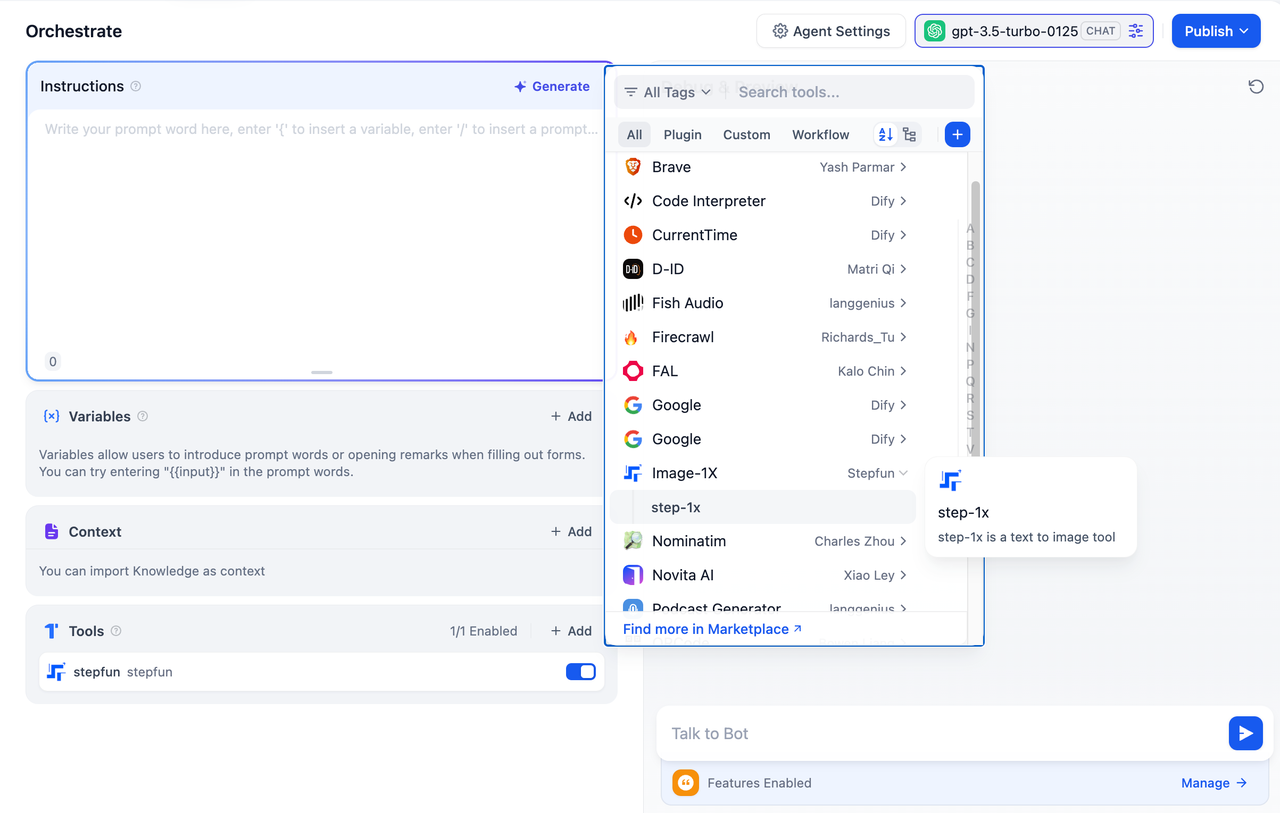 Orchestrate
Agent Settings
gpt-3.5-turbo-0125 CHAT
Publish
Instructions
Generate
Write your prompt word here, enter '{' to insert a variable, enter '/' to insert a prompt...
0
Variables
+ Add
Variables allow users to introduce prompt words or opening remarks when filling out forms.
You can try entering "{{input}}" in the prompt words.
Context
+ Add
You can import Knowledge as context
Tools
1/1 Enabled
+ Add
stepfun stepfun
All Tags
Search tools...
All Plugin Custom Workflow
Brave Yash Parmar
Code Interpreter Dify
CurrentTime Dify
D-ID D-ID Matri Qi
Fish Audio langgenius
Firecrawl Richards_Tu
FAL Kalo Chin
Google Dify
Google Dify
Image-1X Stepfun
step-1x
Nominatim Charles Zhou
Novita AI Xiao Ley
Podcast Generator langgenius
Find more in Marketplace
A
B
C
D
F
G
I
N
P
Q
R
S
T
V
step-1x
step-1x is a text to image tool
Talk to Bot
Features Enabled
Manage